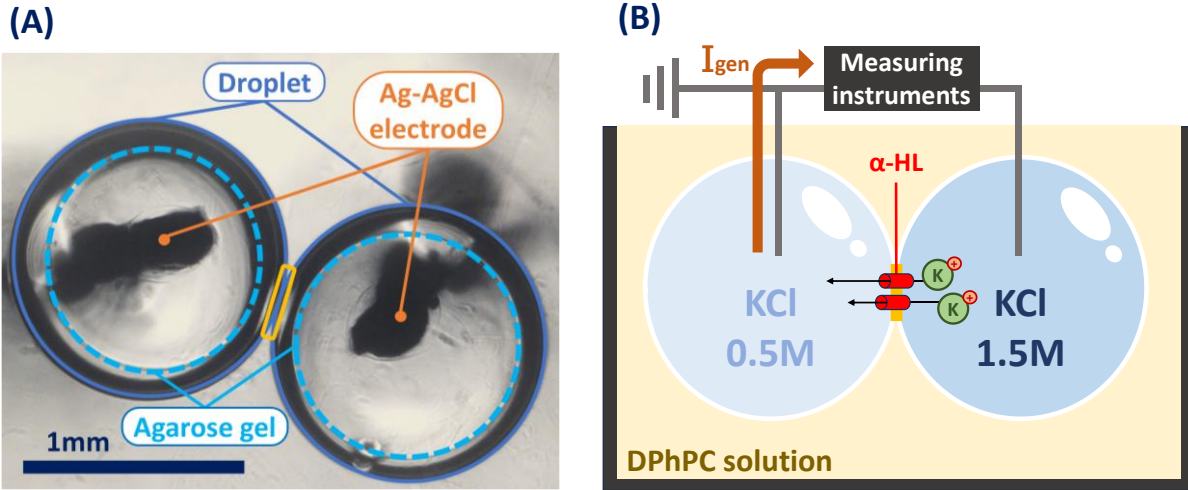 (A)
Droplet
Ag-AgCl
electrode
Agarose gel
1mm
(B)
Igen
Measuring
instruments
α-HL
K +
K +
KCl
0.5M
KCl
1.5M
DPhPC solution